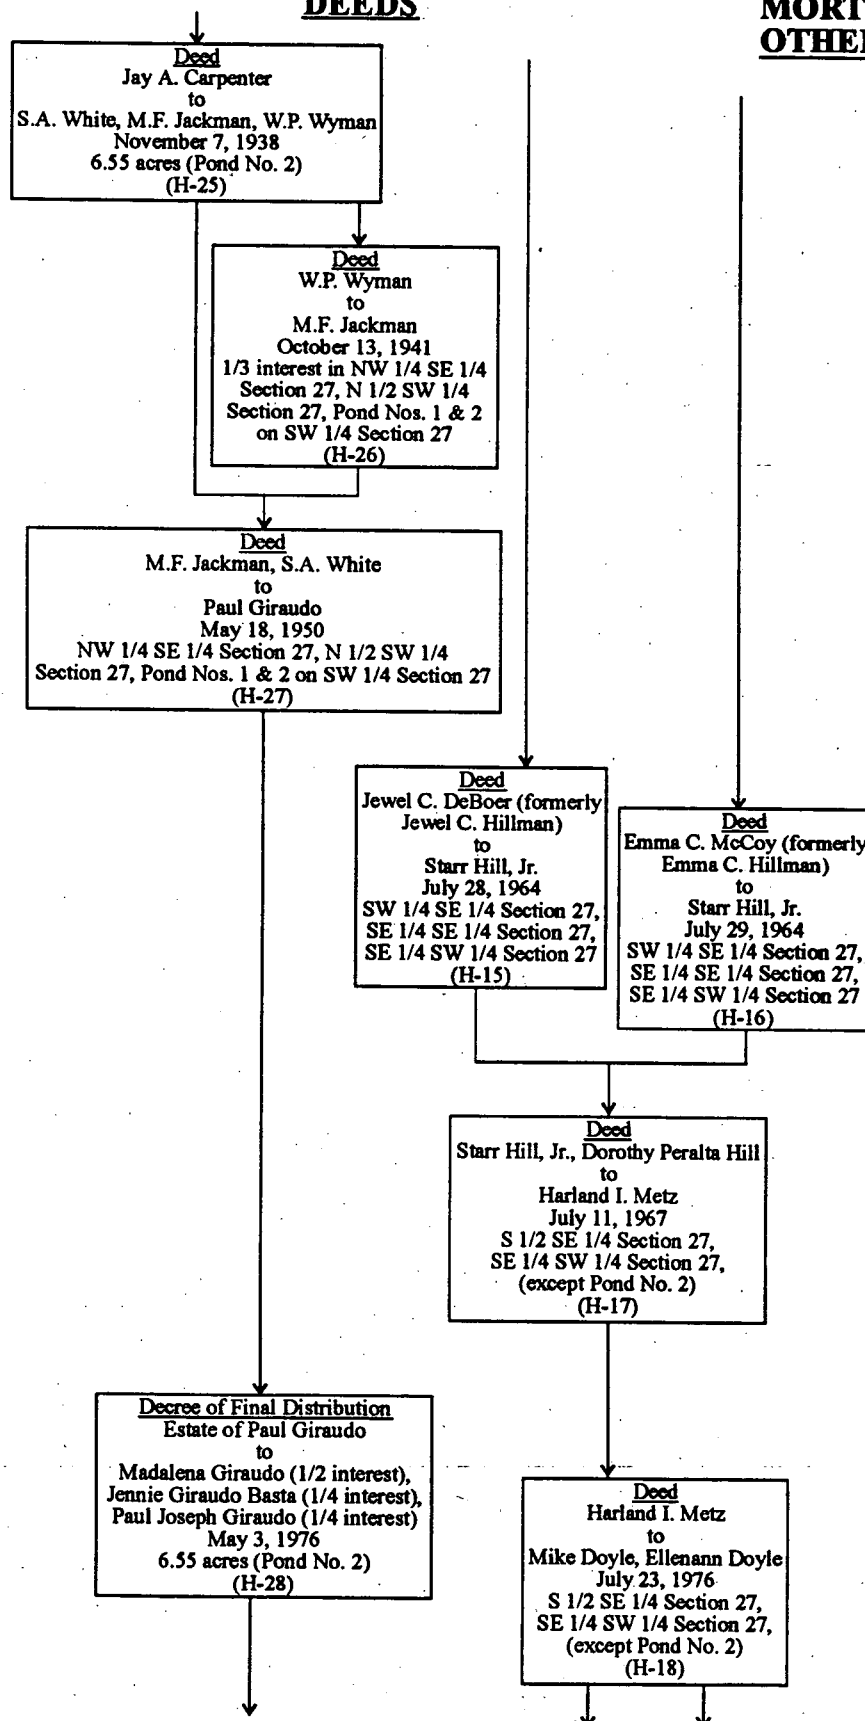 DEEDS
MORT
OTHER
Deed
Jay A. Carpenter
to
S.A. White, M.F. Jackman, W.P. Wyman
November 7, 1938
6.55 acres (Pond No. 2)
(H-25)
Deed
W.P. Wyman
to
M.F. Jackman
October 13, 1941
1/3 interest in NW 1/4 SE 1/4
Section 27, N 1/2 SW 1/4
Section 27, Pond Nos. 1 & 2
on SW 1/4 Section 27
(H-26)
Deed
M.F. Jackman, S.A. White
to
Paul Giraudo
May 18, 1950
NW 1/4 SE 1/4 Section 27, N 1/2 SW 1/4
Section 27, Pond Nos. 1 & 2 on SW 1/4 Section 27
(H-27)
Deed
Jewel C. DeBoer (formerly
Jewel C. Hillman)
to
Starr Hill, Jr.
July 28, 1964
SW 1/4 SE 1/4 Section 27,
SE 1/4 SE 1/4 Section 27,
SE 1/4 SW 1/4 Section 27
(H-15)
Deed
Emma C. McCoy (formerly
Emma C. Hillman)
to
Starr Hill, Jr.
July 29, 1964
SW 1/4 SE 1/4 Section 27,
SE 1/4 SE 1/4 Section 27,
SE 1/4 SW 1/4 Section 27
(H-16)
Deed
Starr Hill, Jr., Dorothy Peralta Hill
to
Harland I. Metz
July 11, 1967
S 1/2 SE 1/4 Section 27,
SE 1/4 SW 1/4 Section 27,
(except Pond No. 2)
(H-17)
Decree of Final Distribution
Estate of Paul Giraudo
to
Madalena Giraudo (1/2 interest),
Jennie Giraudo Basta (1/4 interest),
Paul Joseph Giraudo (1/4 interest)
May 3, 1976
6.55 acres (Pond No. 2)
(H-28)
Deed
Harland I. Metz
to
Mike Doyle, Ellenann Doyle
July 23, 1976
S 1/2 SE 1/4 Section 27,
SE 1/4 SW 1/4 Section 27,
(except Pond No. 2)
(H-18)